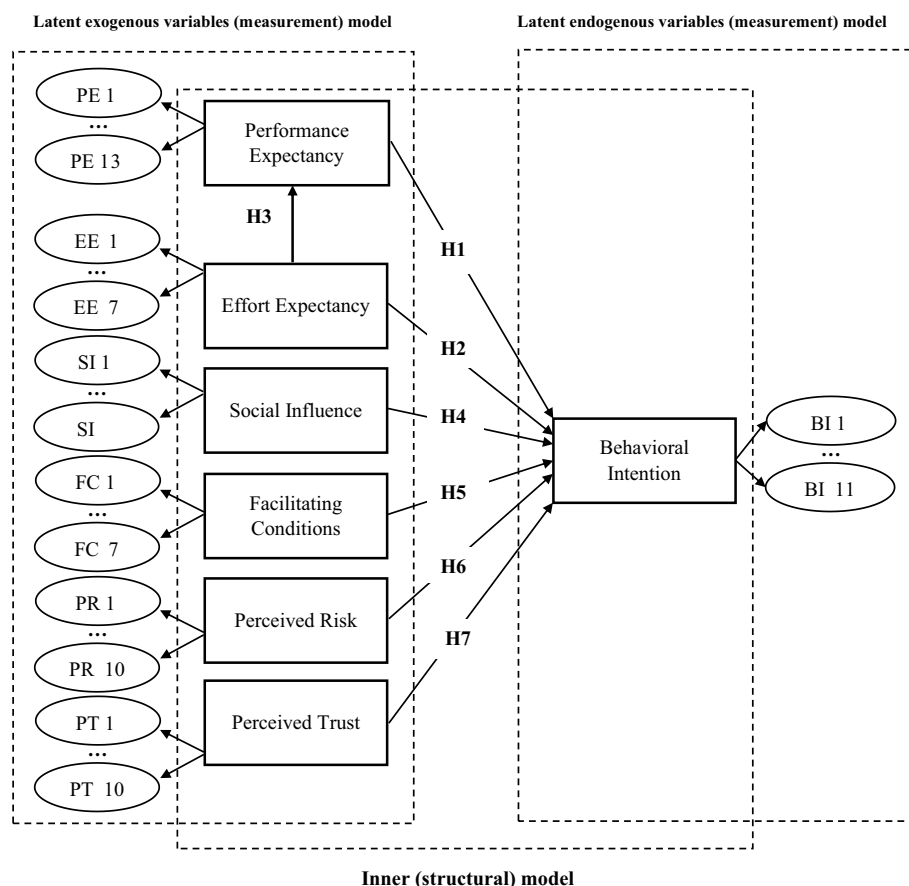 Latent exogenous variables (measurement) model
Latent endogenous variables (measurement) model
PE 1
...
PE 13
Performance
Expectancy
H3
H1
EE 1
...
EE 7
Effort Expectancy
H2
SI 1
...
SI
Social Influence
H4
FC 1
...
FC 7
Facilitating
Conditions
H5
PR 1
...
PR 10
Perceived Risk
H6
PT 1
...
PT 10
Perceived Trust
H7
Behavioral
Intention
BI 1
...
BI 11
Inner (structural) model